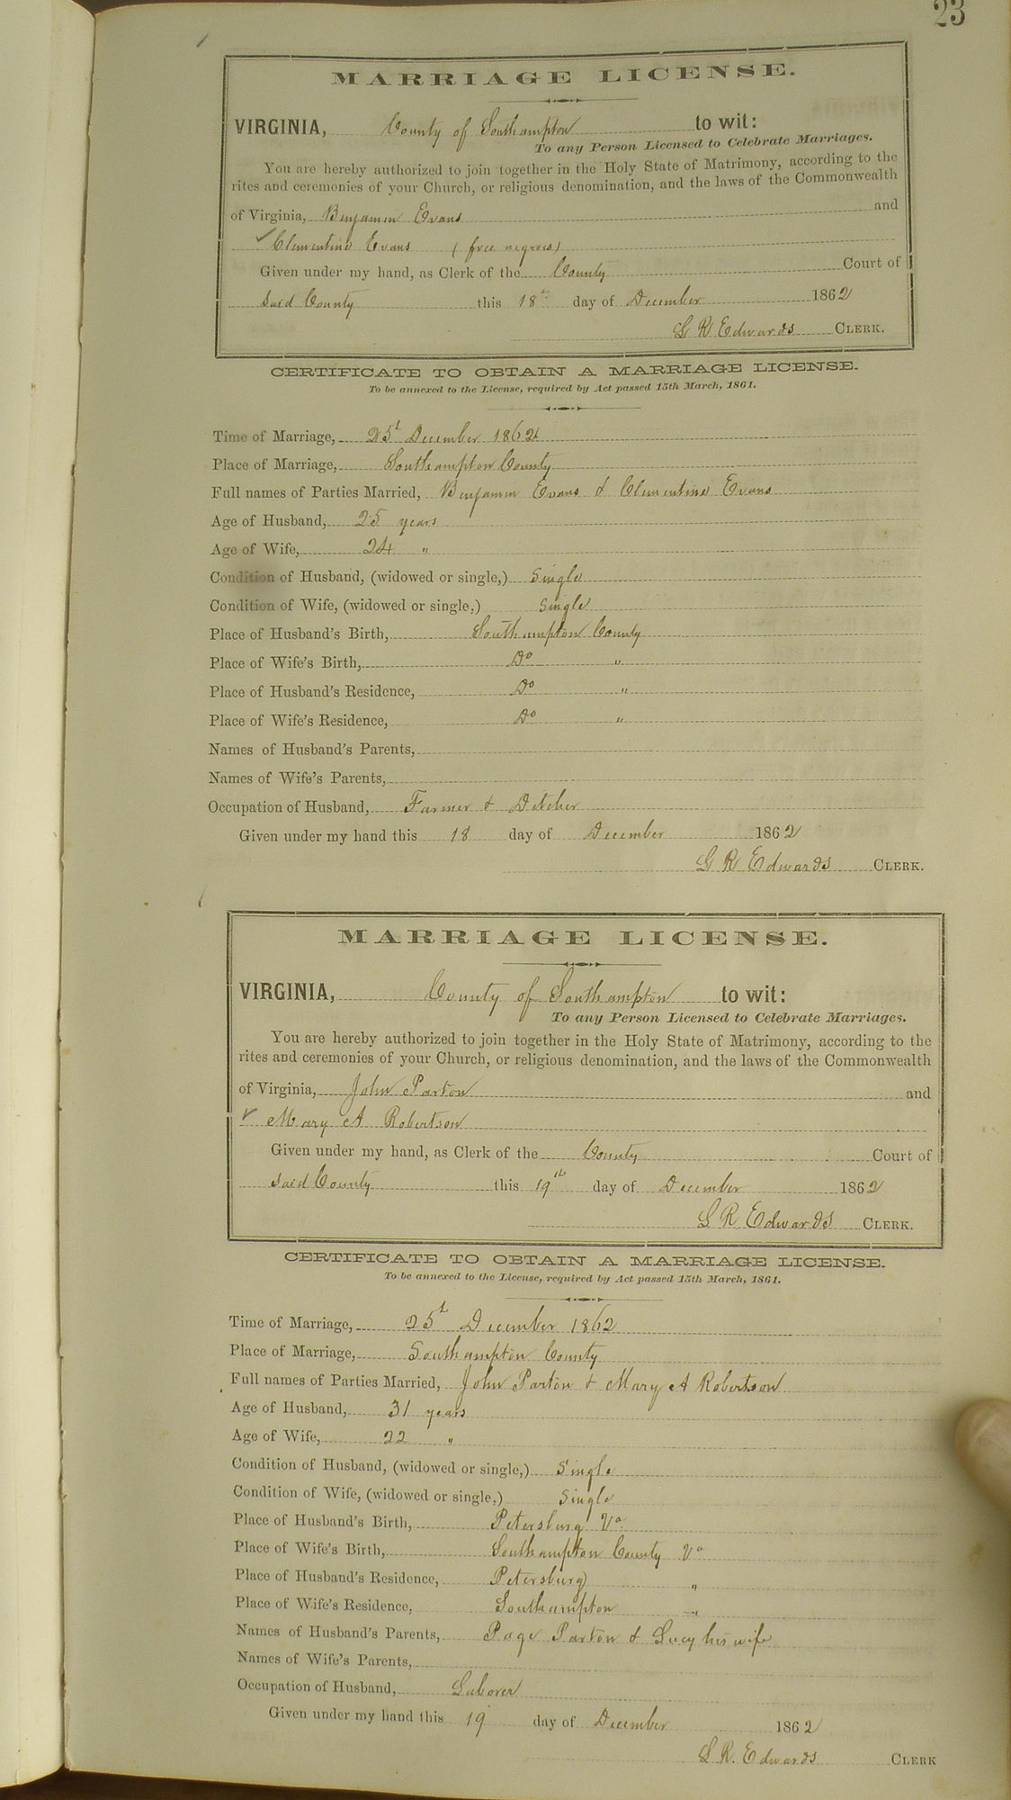 23
MARRIAGE LICENSE.
VIRGINIA, County of Southampton to wit:
To any Person Licensed to Celebrate Marriages.
You are hereby authorized to join together in the Holy State of Matrimony, according to the
rites and ceremonies of your Church, or religious denomination, and the laws of the Commonwealth
of Virginia, Benjamin Evans and
Clementine Evans (free negroes)
Given under my hand, as Clerk of the County Court of
said County this 18th day of December 1862
L R Edwards CLERK.
CERTIFICATE TO OBTAIN A MARRIAGE LICENSE.
To be annexed to the License, required by Act passed 15th March, 1861.
Time of Marriage, 25t December 1862
Place of Marriage, Southampton County
Full names of Parties Married, Benjamin Evans & Clementine Evans
Age of Husband, 25 years
Age of Wife, 24 "
Condition of Husband, (widowed or single,) Single
Condition of Wife, (widowed or single,) Single
Place of Husband's Birth, Southampton County
Place of Wife's Birth, Do "
Place of Husband's Residence, Do "
Place of Wife's Residence, Do "
Names of Husband's Parents,
Names of Wife's Parents,
Occupation of Husband, Farmer & Ditcher
Given under my hand this 18 day of December 1862
L R Edwards CLERK.
MARRIAGE LICENSE.
VIRGINIA, County of Southampton to wit:
To any Person Licensed to Celebrate Marriages.
You are hereby authorized to join together in the Holy State of Matrimony, according to the
rites and ceremonies of your Church, or religious denomination, and the laws of the Commonwealth
of Virginia, John Parton and
Mary A Robertson
Given under my hand, as Clerk of the County Court of
said County this 19th day of December 1862
L R Edwards CLERK.
CERTIFICATE TO OBTAIN A MARRIAGE LICENSE.
To be annexed to the License, required by Act passed 15th March, 1861.
Time of Marriage, 25t December 1862
Place of Marriage, Southampton County
Full names of Parties Married, John Parton & Mary A Robertson
Age of Husband, 31 years
Age of Wife, 22 "
Condition of Husband, (widowed or single,) Single
Condition of Wife, (widowed or single,) Single
Place of Husband's Birth, Petersburg Va
Place of Wife's Birth, Southampton County Va
Place of Husband's Residence, Petersburg "
Place of Wife's Residence, Southampton "
Names of Husband's Parents, Page Parton & Lucy his wife
Names of Wife's Parents,
Occupation of Husband, Laborer
Given under my hand this 19 day of December 1862
L R. Edwards CLERK